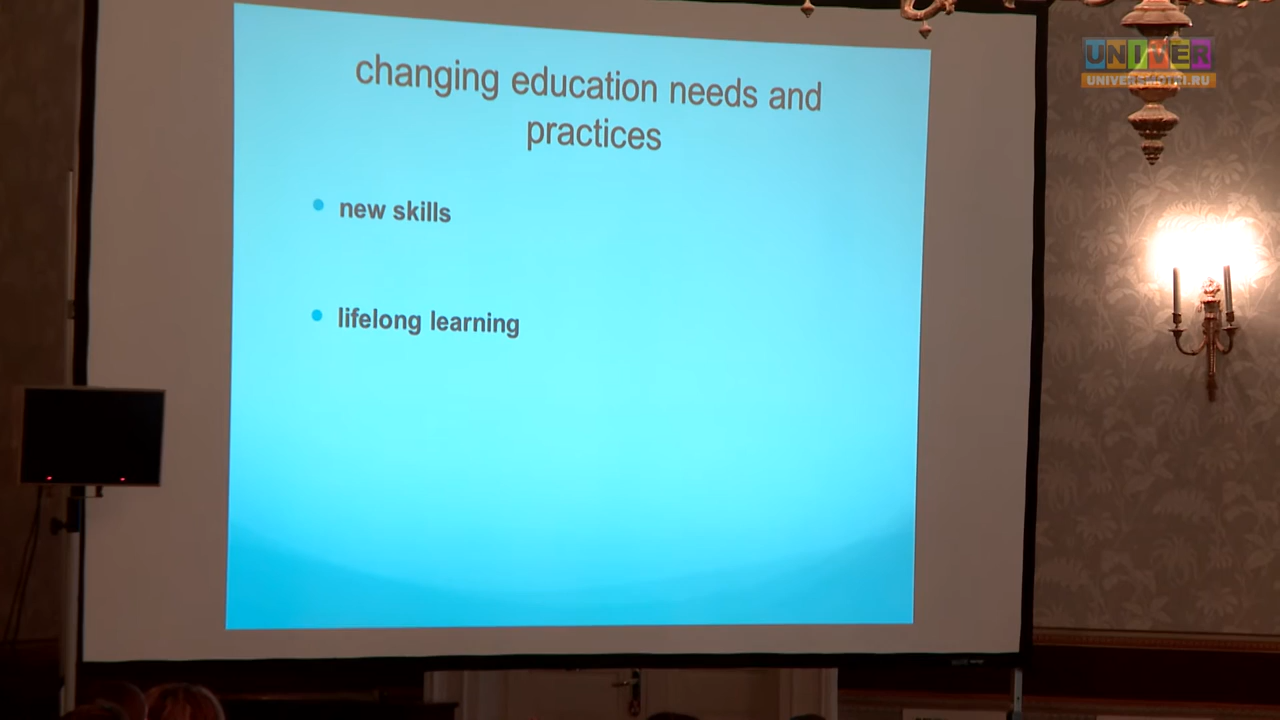 changing education needs and
practices
new skills
lifelong learning
UNIVER